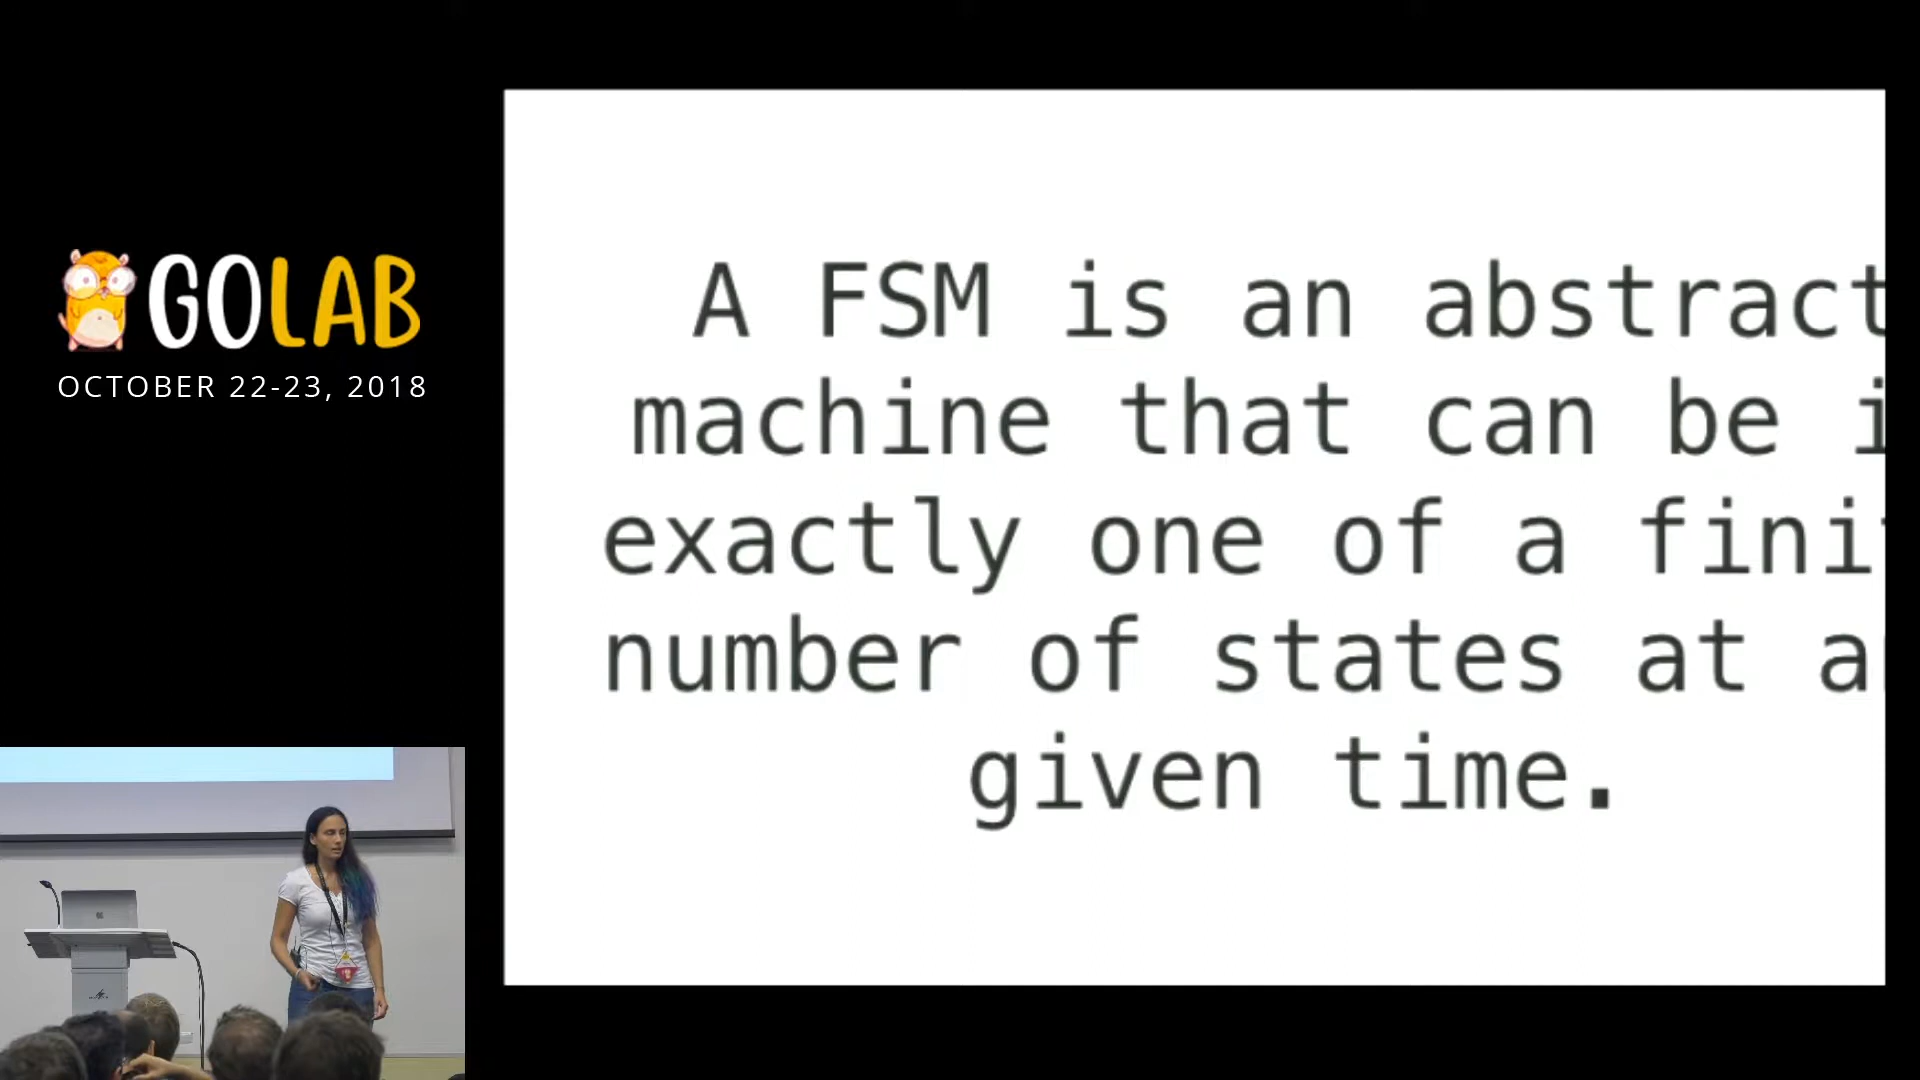 GOLAB
OCTOBER 22-23, 2018
A FSM is an abstract
machine that can be i
exactly one of a fini
number of states at a
given time.